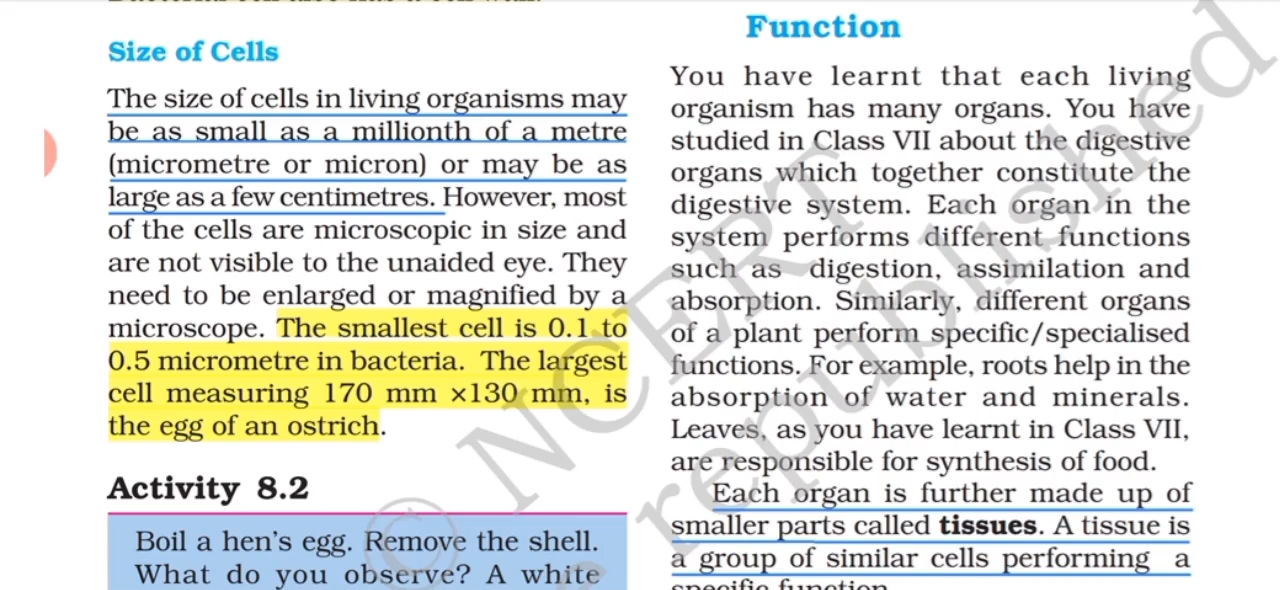 Size of Cells
The size of cells in living organisms may
be as small as a millionth of a metre
(micrometre or micron) or may be as
large as a few centimetres. However, most
of the cells are microscopic in size and
are not visible to the unaided eye. They
need to be enlarged or magnified by a
microscope. The smallest cell is 0.1 to
0.5 micrometre in bacteria. The largest
cell measuring 170 mm ×130 mm, is
the egg of an ostrich.
Activity 8.2
Boil a hen's egg. Remove the shell.
What do you observe? A white
Function
You have learnt that each living
organism has many organs. You have
studied in Class VII about the digestive
organs which together constitute the
digestive system. Each organ in the
system performs different functions
such as digestion, assimilation and
absorption. Similarly, different organs
of a plant perform specific/specialised
functions. For example, roots help in the
absorption of water and minerals.
Leaves, as you have learnt in Class VII,
are responsible for synthesis of food.
Each organ is further made up of
smaller parts called tissues. A tissue is
a group of similar cells performing a
specific function
© NCERT
republished